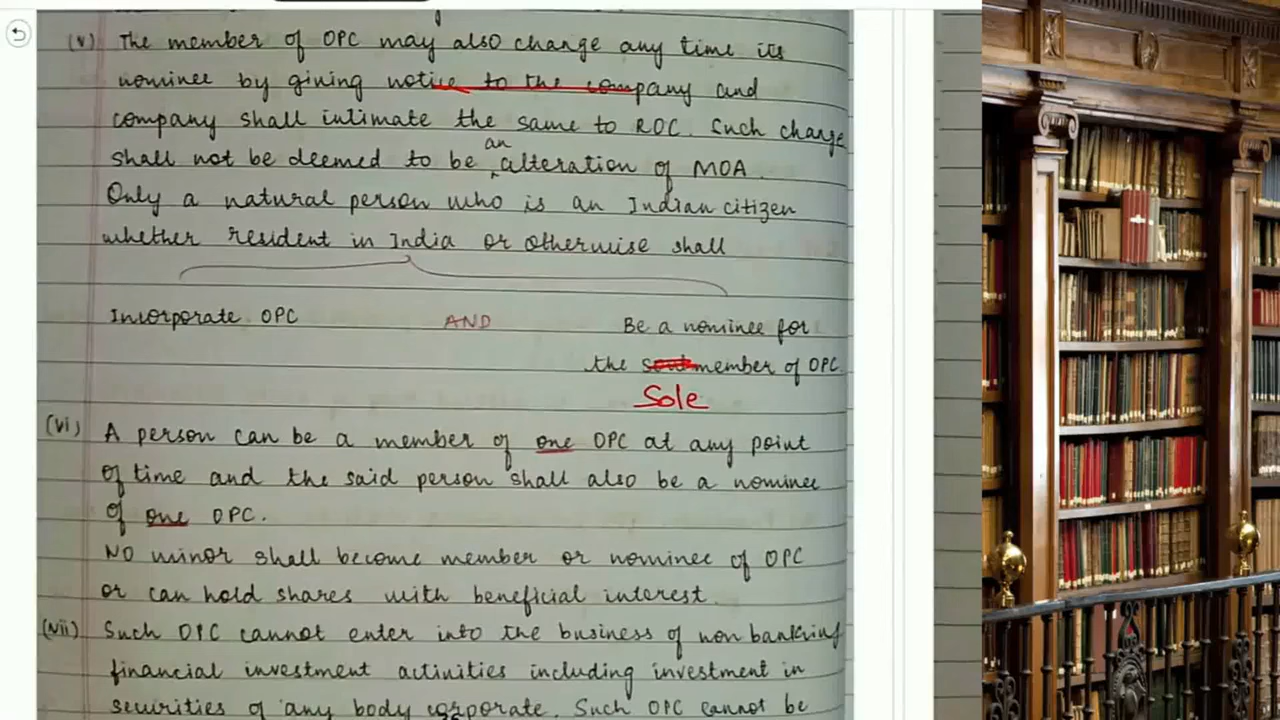 (v) The member of OPC may also change any time its
nominee by giving notice to the company and
company shall intimate the same to ROC. Such change
shall not be deemed to be an alteration of MOA.
Only a natural person who is an Indian citizen
whether resident in India or otherwise shall
Incorporate OPC AND Be a nominee for
the member of OPC
Sole
(vi) A person can be a member of one OPC at any point
of time and the said person shall also be a nominee
of one OPC.
NO minor shall become member or nominee of OPC
or can hold shares with beneficial interest.
(vii) Such OPC cannot enter into the business of non banking
financial investment activities including investment in
securities of any body corporate. Such OPC cannot be